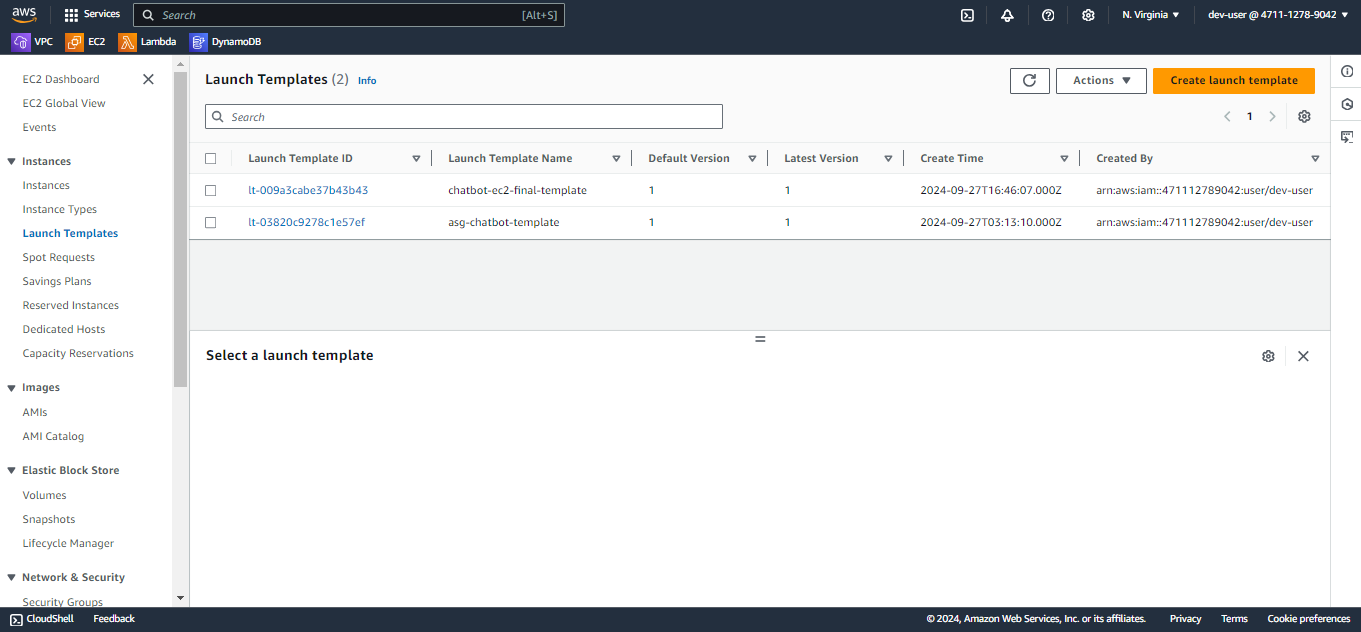 aws Services Search [Alt+S] N. Virginia dev-user @ 4711-1278-9042
VPC EC2 Lambda DynamoDB
EC2 Dashboard
EC2 Global View
Events
Instances
Instances
Instance Types
Launch Templates
Spot Requests
Savings Plans
Reserved Instances
Dedicated Hosts
Capacity Reservations
Images
AMIs
AMI Catalog
Elastic Block Store
Volumes
Snapshots
Lifecycle Manager
Network & Security
Security Groups
Launch Templates (2) Info
Actions Create launch template
Search
1
Launch Template ID Launch Template Name Default Version Latest Version Create Time Created By
lt-009a3cabe37b43b43 chatbot-ec2-final-template 1 1 2024-09-27T16:46:07.000Z arn:aws:iam::471112789042:user/dev-user
lt-03820c9278c1e57ef asg-chatbot-template 1 1 2024-09-27T03:13:10.000Z arn:aws:iam::471112789042:user/dev-user
Select a launch template
CloudShell Feedback © 2024, Amazon Web Services, Inc. or its affiliates. Privacy Terms Cookie preferences